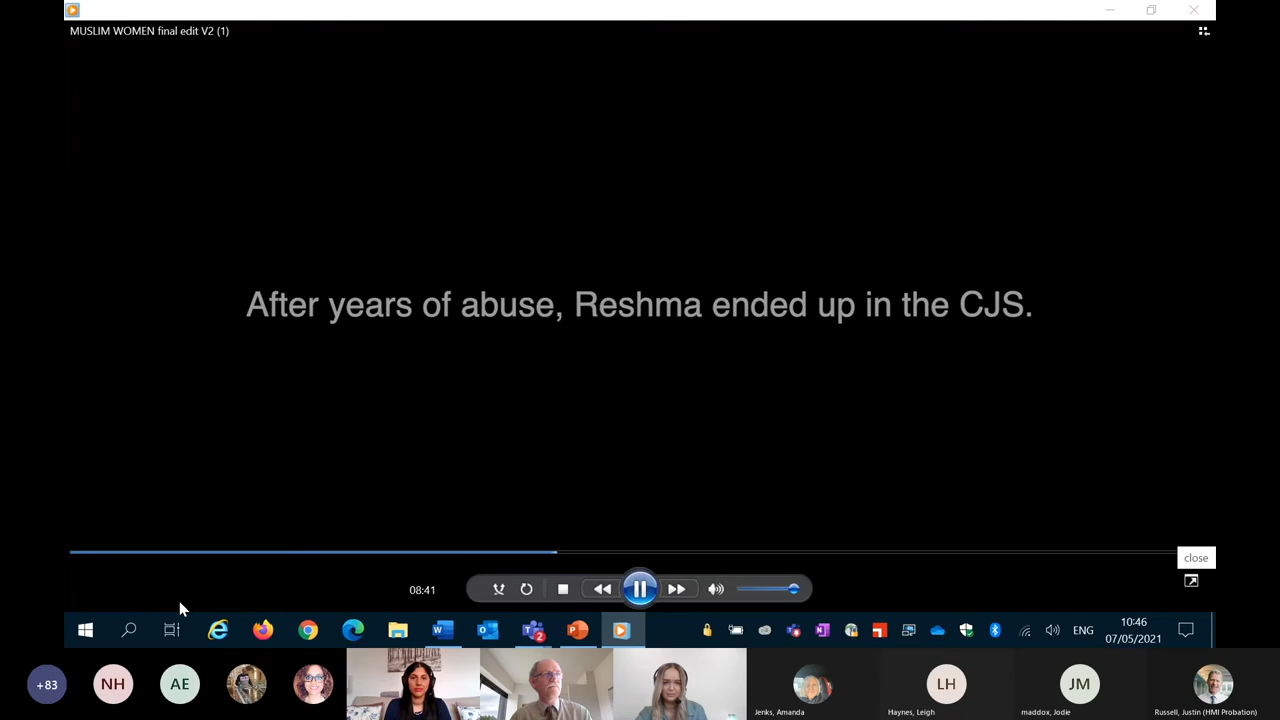 MUSLIM WOMEN final edit V2 (1)
After years of abuse, Reshma ended up in the CJS.
close
08:41
2
ENG
10:46
07/05/2021
+83
NH
AE
Jenks, Amanda
LH
Haynes, Leigh
JM
maddox, Jodie
Russell, Justin (HMI Probation)